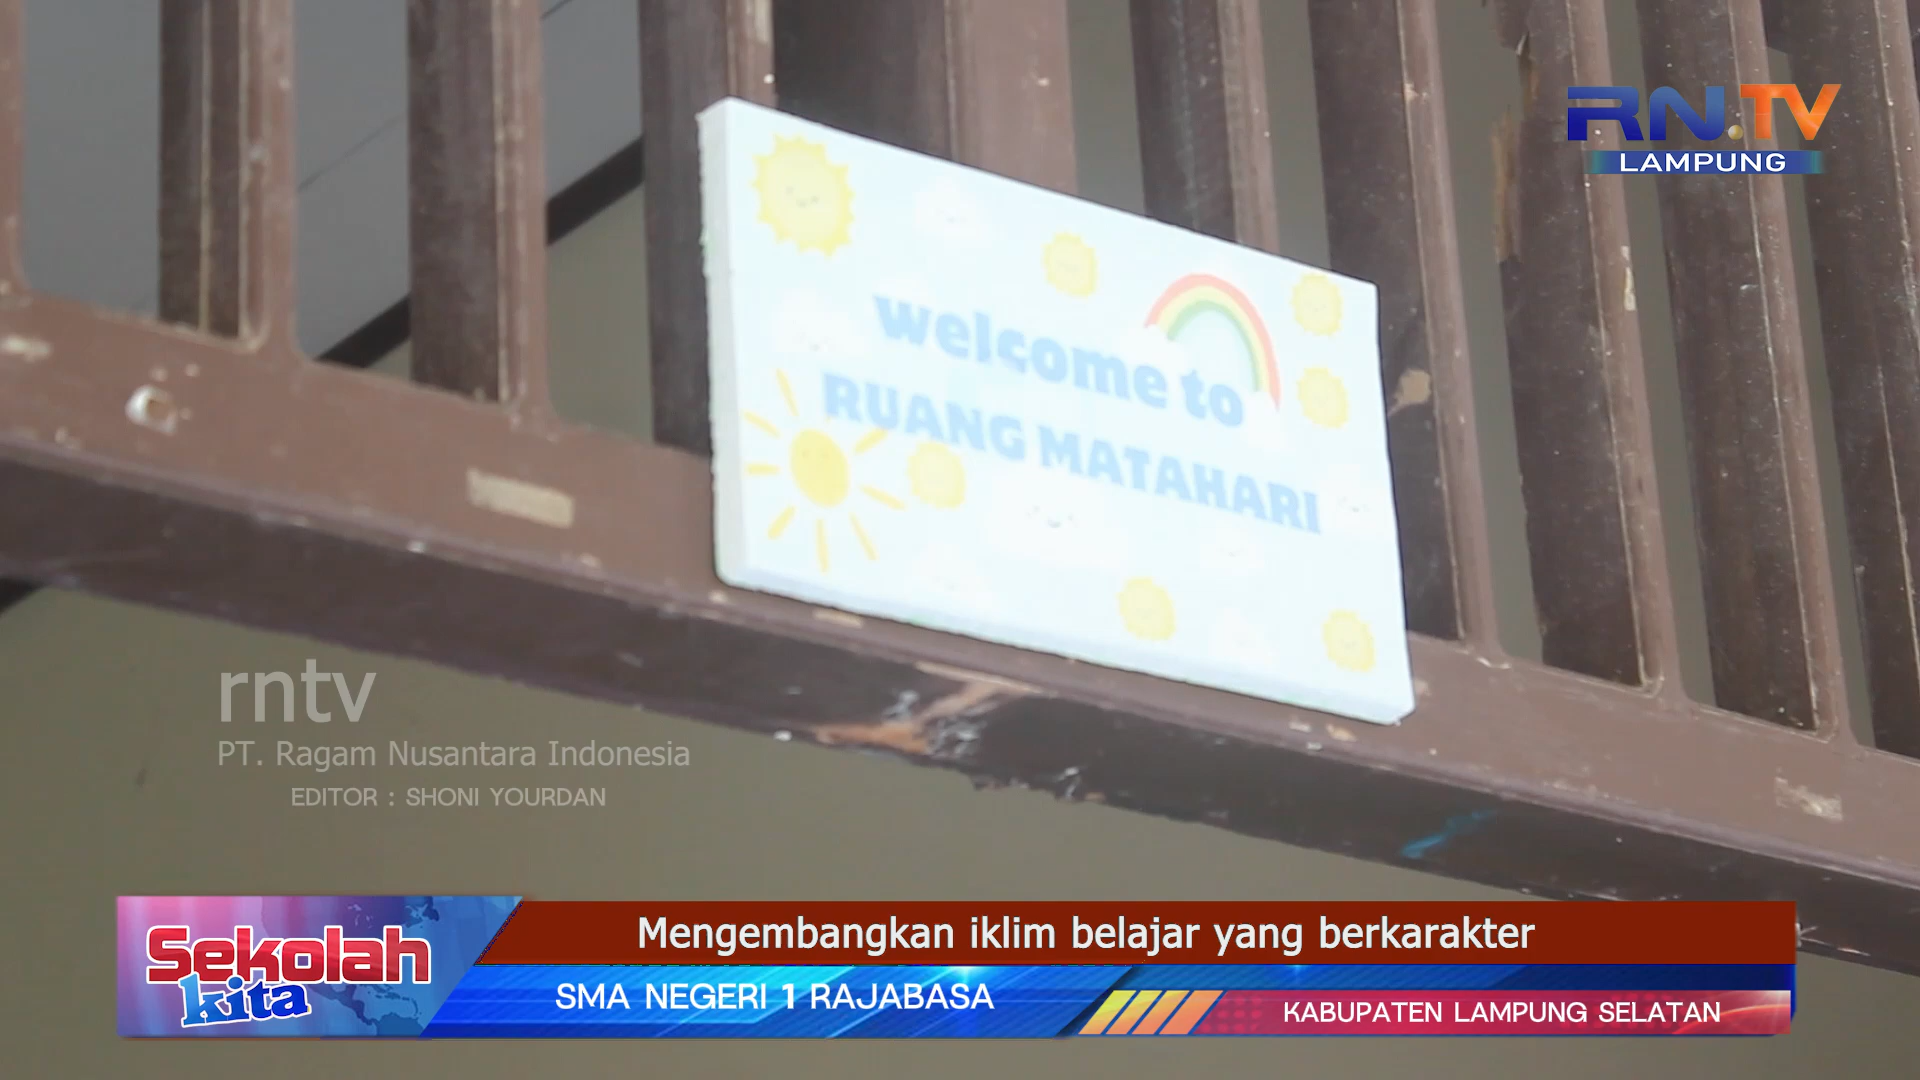 RN.TV
LAMPUNG
welcome to
RUANG MATAHARI
rntv
PT. Ragam Nusantara Indonesia
EDITOR : SHONI YOURDAN
Sekolah
kita
Mengembangkan iklim belajar yang berkarakter
SMA NEGERI 1 RAJABASA
KABUPATEN LAMPUNG SELATAN